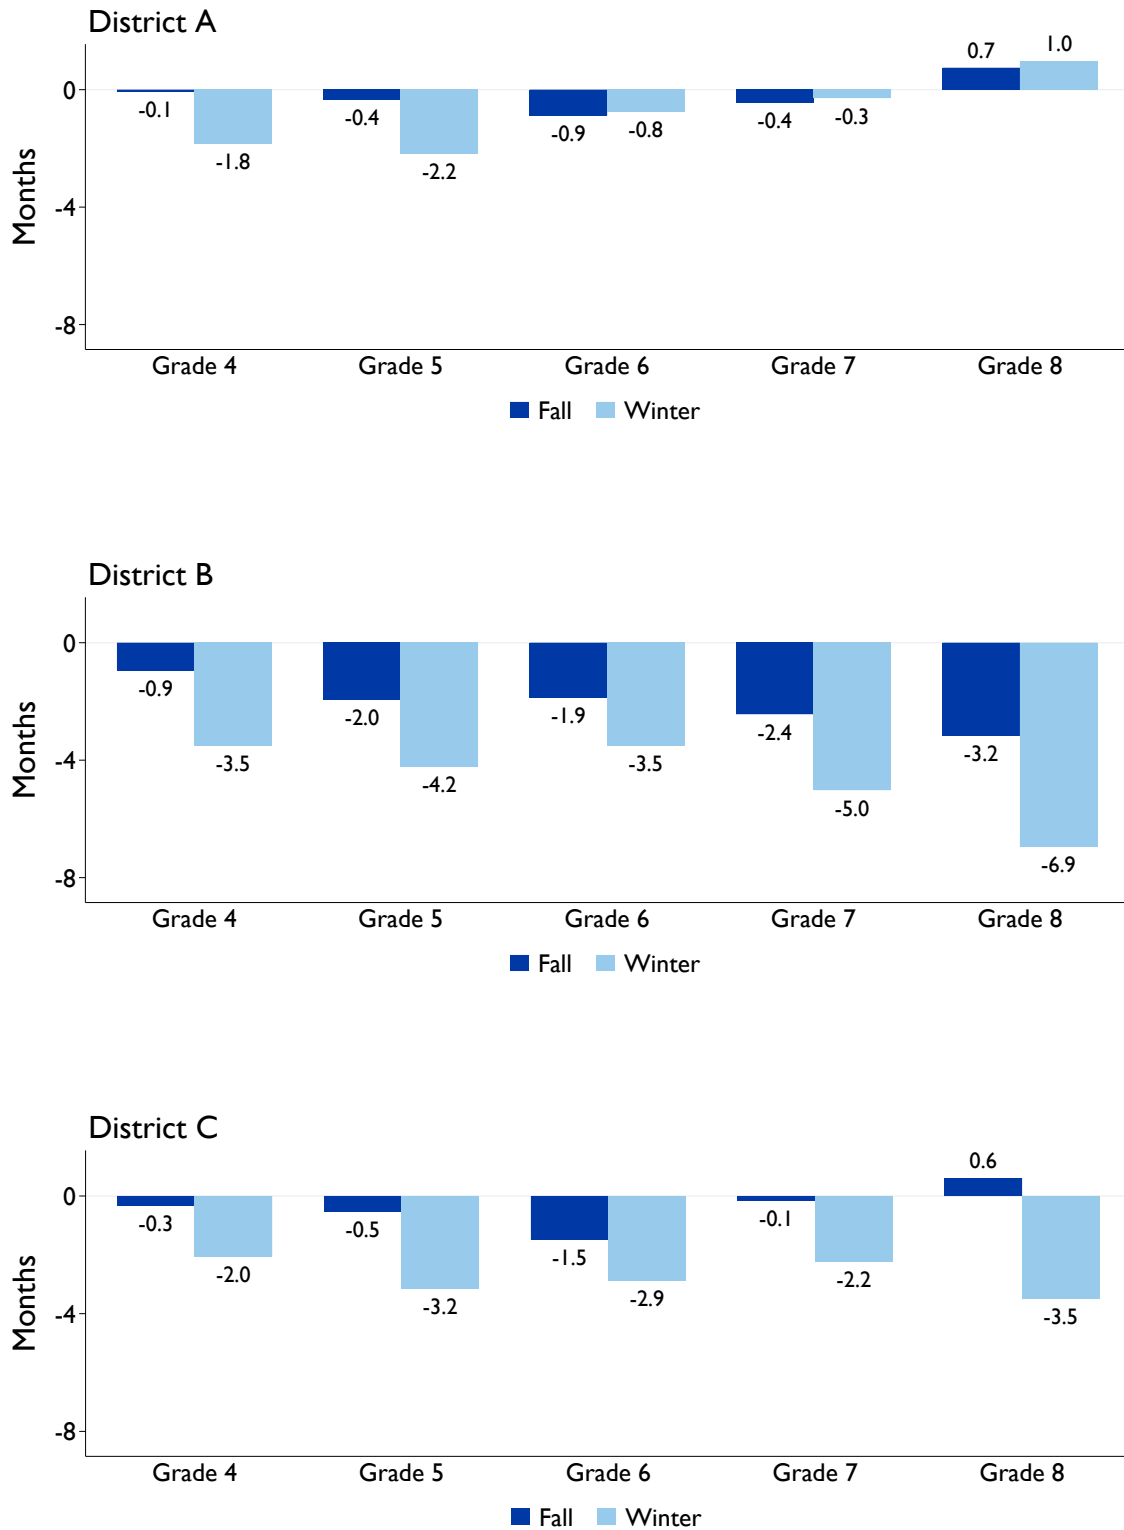 District A
0.7 1.0
0
-0.1 -0.4 -0.9 -0.8 -0.4 -0.3
-1.8 -2.2
Months
-4
-8
Grade 4 Grade 5 Grade 6 Grade 7 Grade 8
Fall Winter
District B
0
-0.9 -2.0 -1.9 -2.4 -3.2
Months
-4
-3.5 -4.2 -3.5 -5.0 -6.9
-8
Grade 4 Grade 5 Grade 6 Grade 7 Grade 8
Fall Winter
District C
0.6
0
-0.3 -0.5 -1.5 -0.1
-2.0 -3.2 -2.9 -2.2 -3.5
Months
-4
-8
Grade 4 Grade 5 Grade 6 Grade 7 Grade 8
Fall Winter